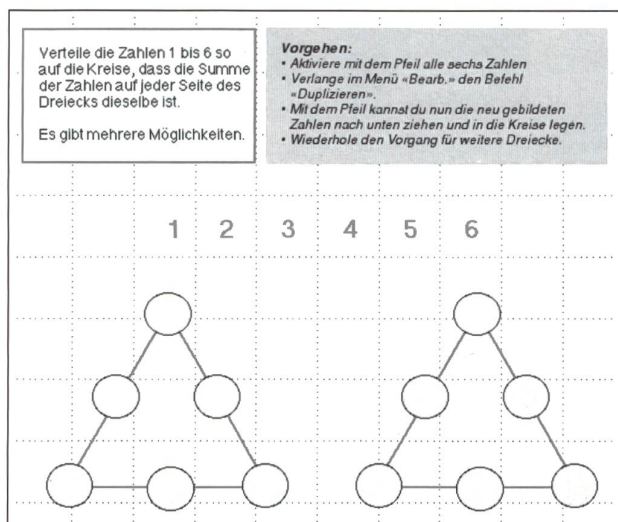 Verteile die Zahlen 1 bis 6 so
auf die Kreise, dass die Summe
der Zahlen auf jeder Seite des
Dreiecks dieselbe ist.
Es gibt mehrere Möglichkeiten.
Vorgehen:
• Aktiviere mit dem Pfeil alle sechs Zahlen
• Verlange im Menü «Bearb.» den Befehl
«Duplizieren».
• Mit dem Pfeil kannst du nun die neu gebildeten
Zahlen nach unten ziehen und in die Kreise legen.
• Wiederhole den Vorgang für weitere Dreiecke.
1 2 3 4 5 6